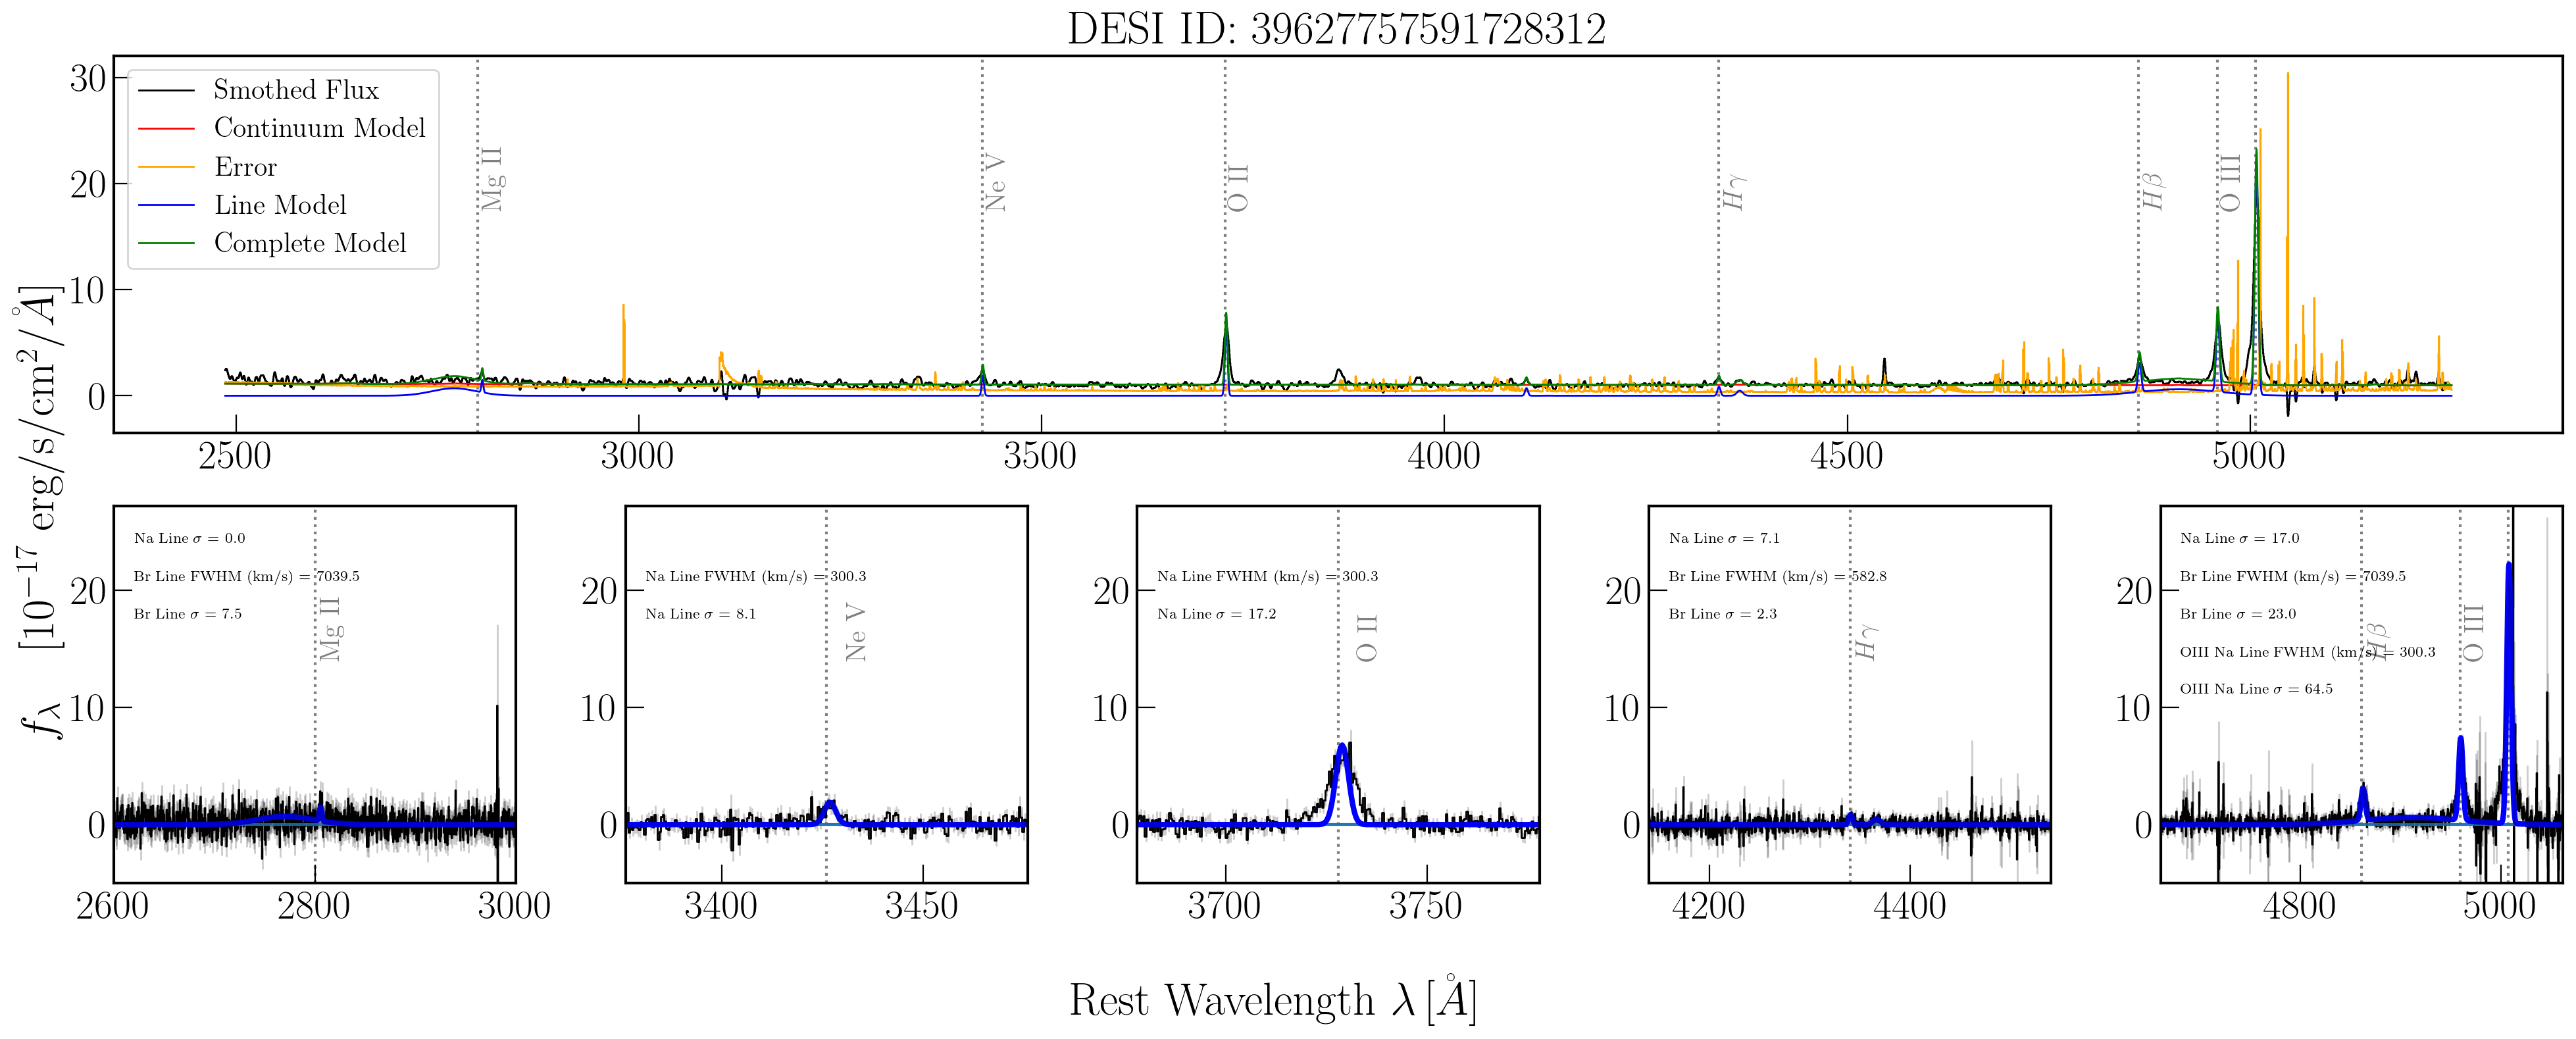 DESI ID: 39627757591728312
30
20
10
0
Smothed Flux
Continuum Model
Error
Line Model
Complete Model
Mg II
Ne V
O II
Hγ
Hβ
O III
2500
3000
3500
4000
4500
5000
fλ [10−17 erg/s/cm2/Å]
Na Line σ = 0.0
Br Line FWHM (km/s) = 7039.5
Br Line σ = 7.5
Mg II
20
10
0
2600
2800
3000
Na Line FWHM (km/s) = 300.3
Na Line σ = 8.1
Ne V
20
10
0
3400
3450
Na Line FWHM (km/s) = 300.3
Na Line σ = 17.2
O II
20
10
0
3700
3750
Na Line σ = 7.1
Br Line FWHM (km/s) = 582.8
Br Line σ = 2.3
Hγ
20
10
0
4200
4400
Na Line σ = 17.0
Br Line FWHM (km/s) = 7039.5
Br Line σ = 23.0
OIII Na Line FWHM (km/s) = 300.3
OIII Na Line σ = 64.5
Hβ
O III
20
10
0
4800
5000
Rest Wavelength λ [Å]